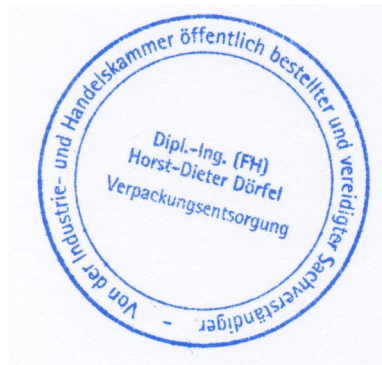 Von der Industrie- und Handelskammer öffentlich bestellter und vereidigter Sachverständiger. -
Dipl.-Ing. (FH)
Horst-Dieter Dörfel
Verpackungsentsorgung